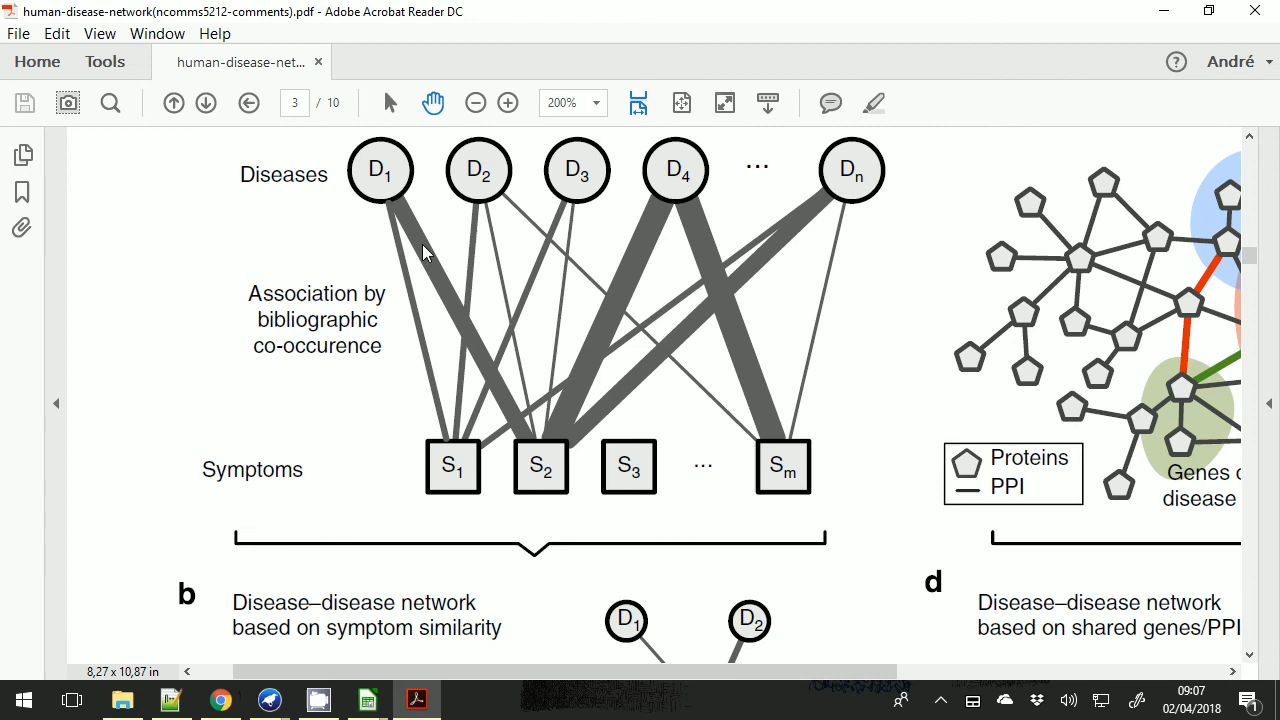 human-disease-network(ncomms5212-comments).pdf - Adobe Acrobat Reader DC
File Edit View Window Help
Home Tools human-disease-net... × ? André
3 / 10 200%
Diseases D1 D2 D3 D4 ... Dn
Association by
bibliographic
co-occurence
Symptoms S1 S2 S3 ... Sm
Proteins
PPI
Genes
disease
b
Disease–disease network
based on symptom similarity
D1 D2
d
Disease–disease network
based on shared genes/PPI
8,27 x 10,87 in
09:07
02/04/2018
1